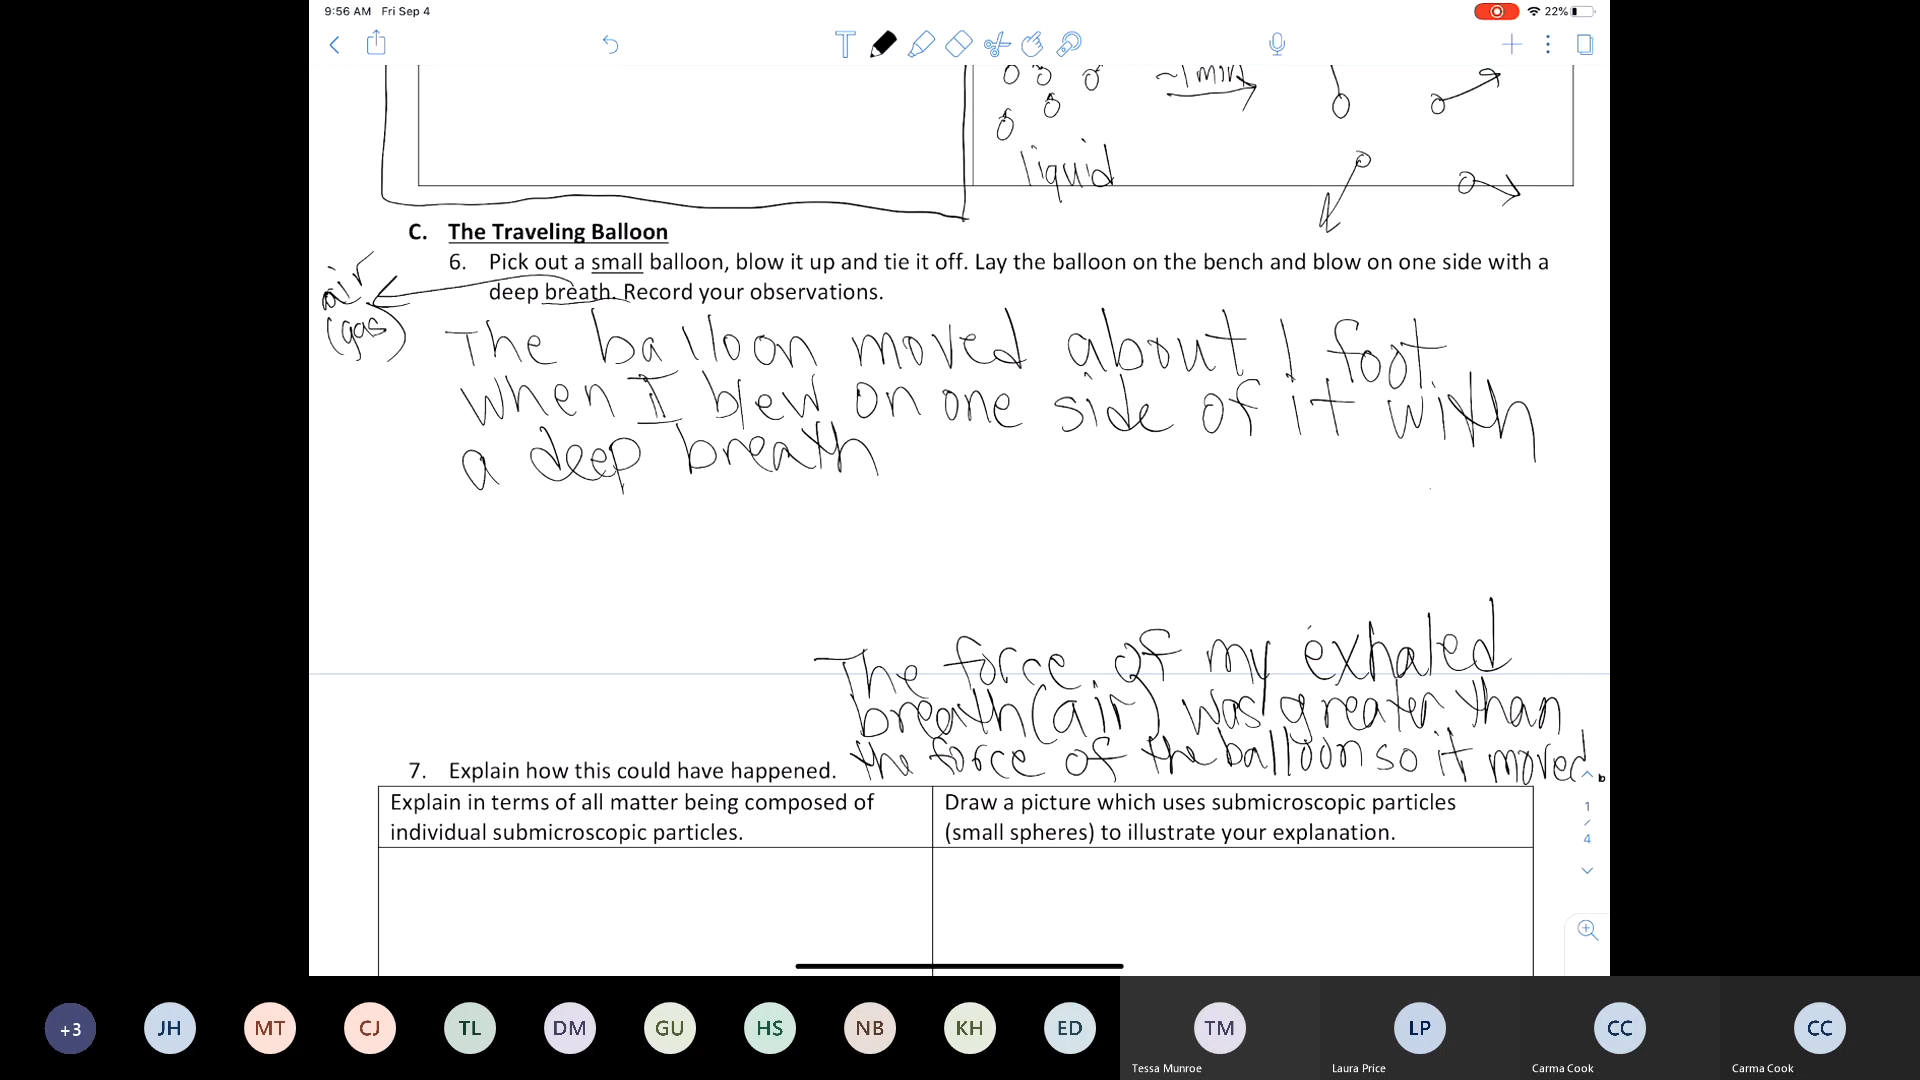 9:56 AM Fri Sep 4
22%
T
~1 min
liquid
C. The Traveling Balloon
6. Pick out a small balloon, blow it up and tie it off. Lay the balloon on the bench and blow on one side with a
deep breath. Record your observations.
air
(gas)
The balloon moved about 1 foot
when I blew on one side of it with
a deep breath
The force of my exhaled
breath (air) was greater than
the force of the balloon so it moved.
7. Explain how this could have happened.
b
Explain in terms of all matter being composed of
individual submicroscopic particles.
Draw a picture which uses submicroscopic particles
(small spheres) to illustrate your explanation.
1
/
4
+3 JH MT CJ TL DM GU HS NB KH ED TM LP CC CC
Tessa Munroe Laura Price Carma Cook Carma Cook